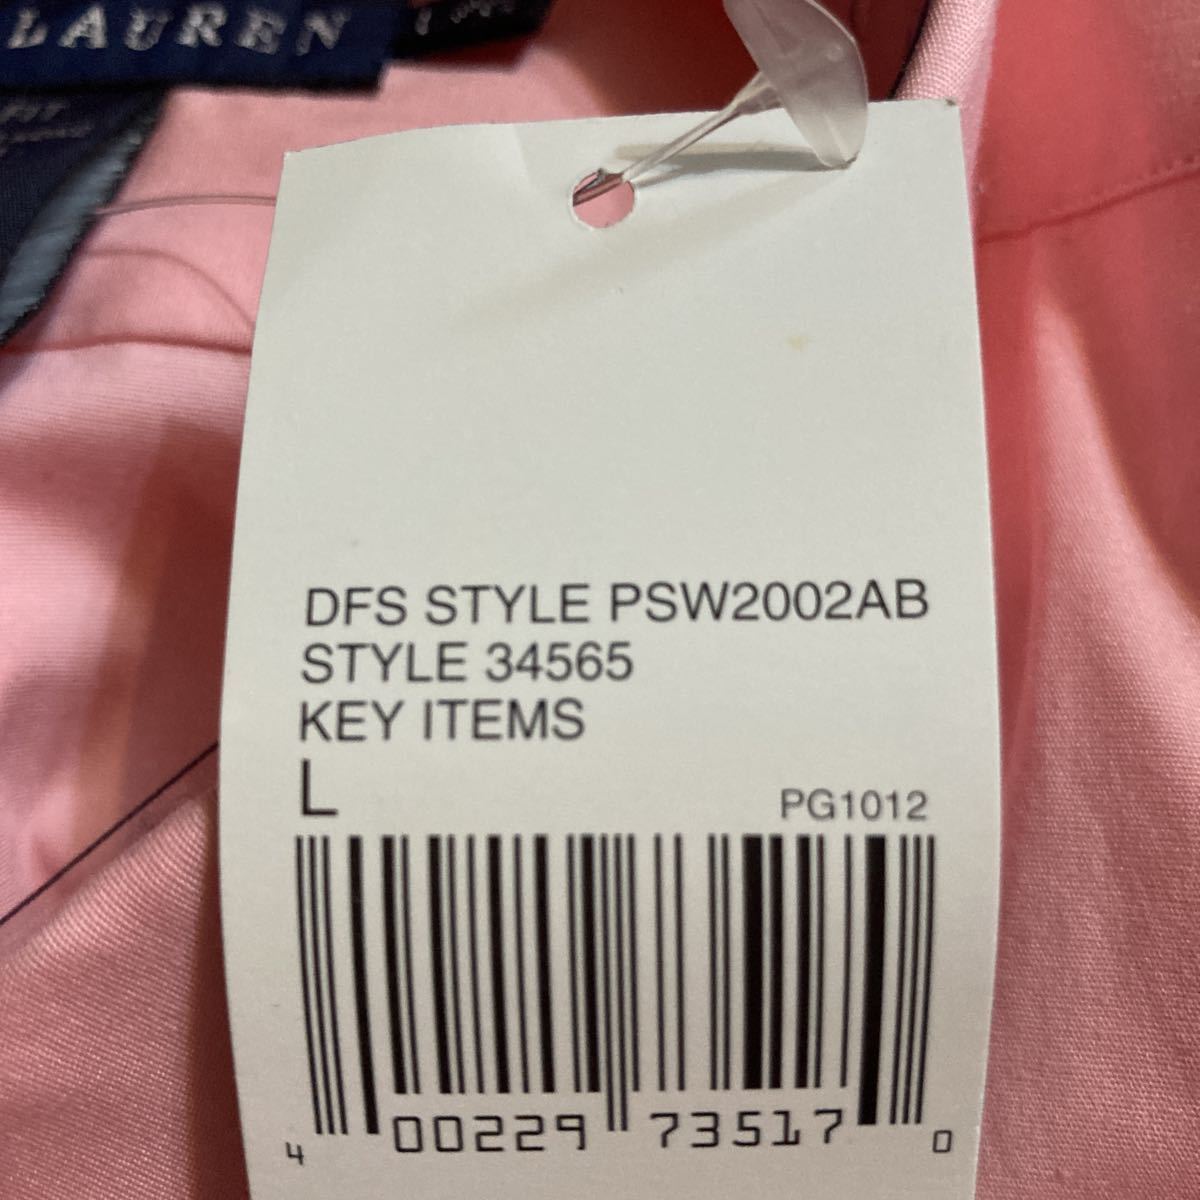 LAUREN
DFS STYLE PSW2002AB
STYLE 34565
KEY ITEMS
L
PG1012
4 00229 73517 0